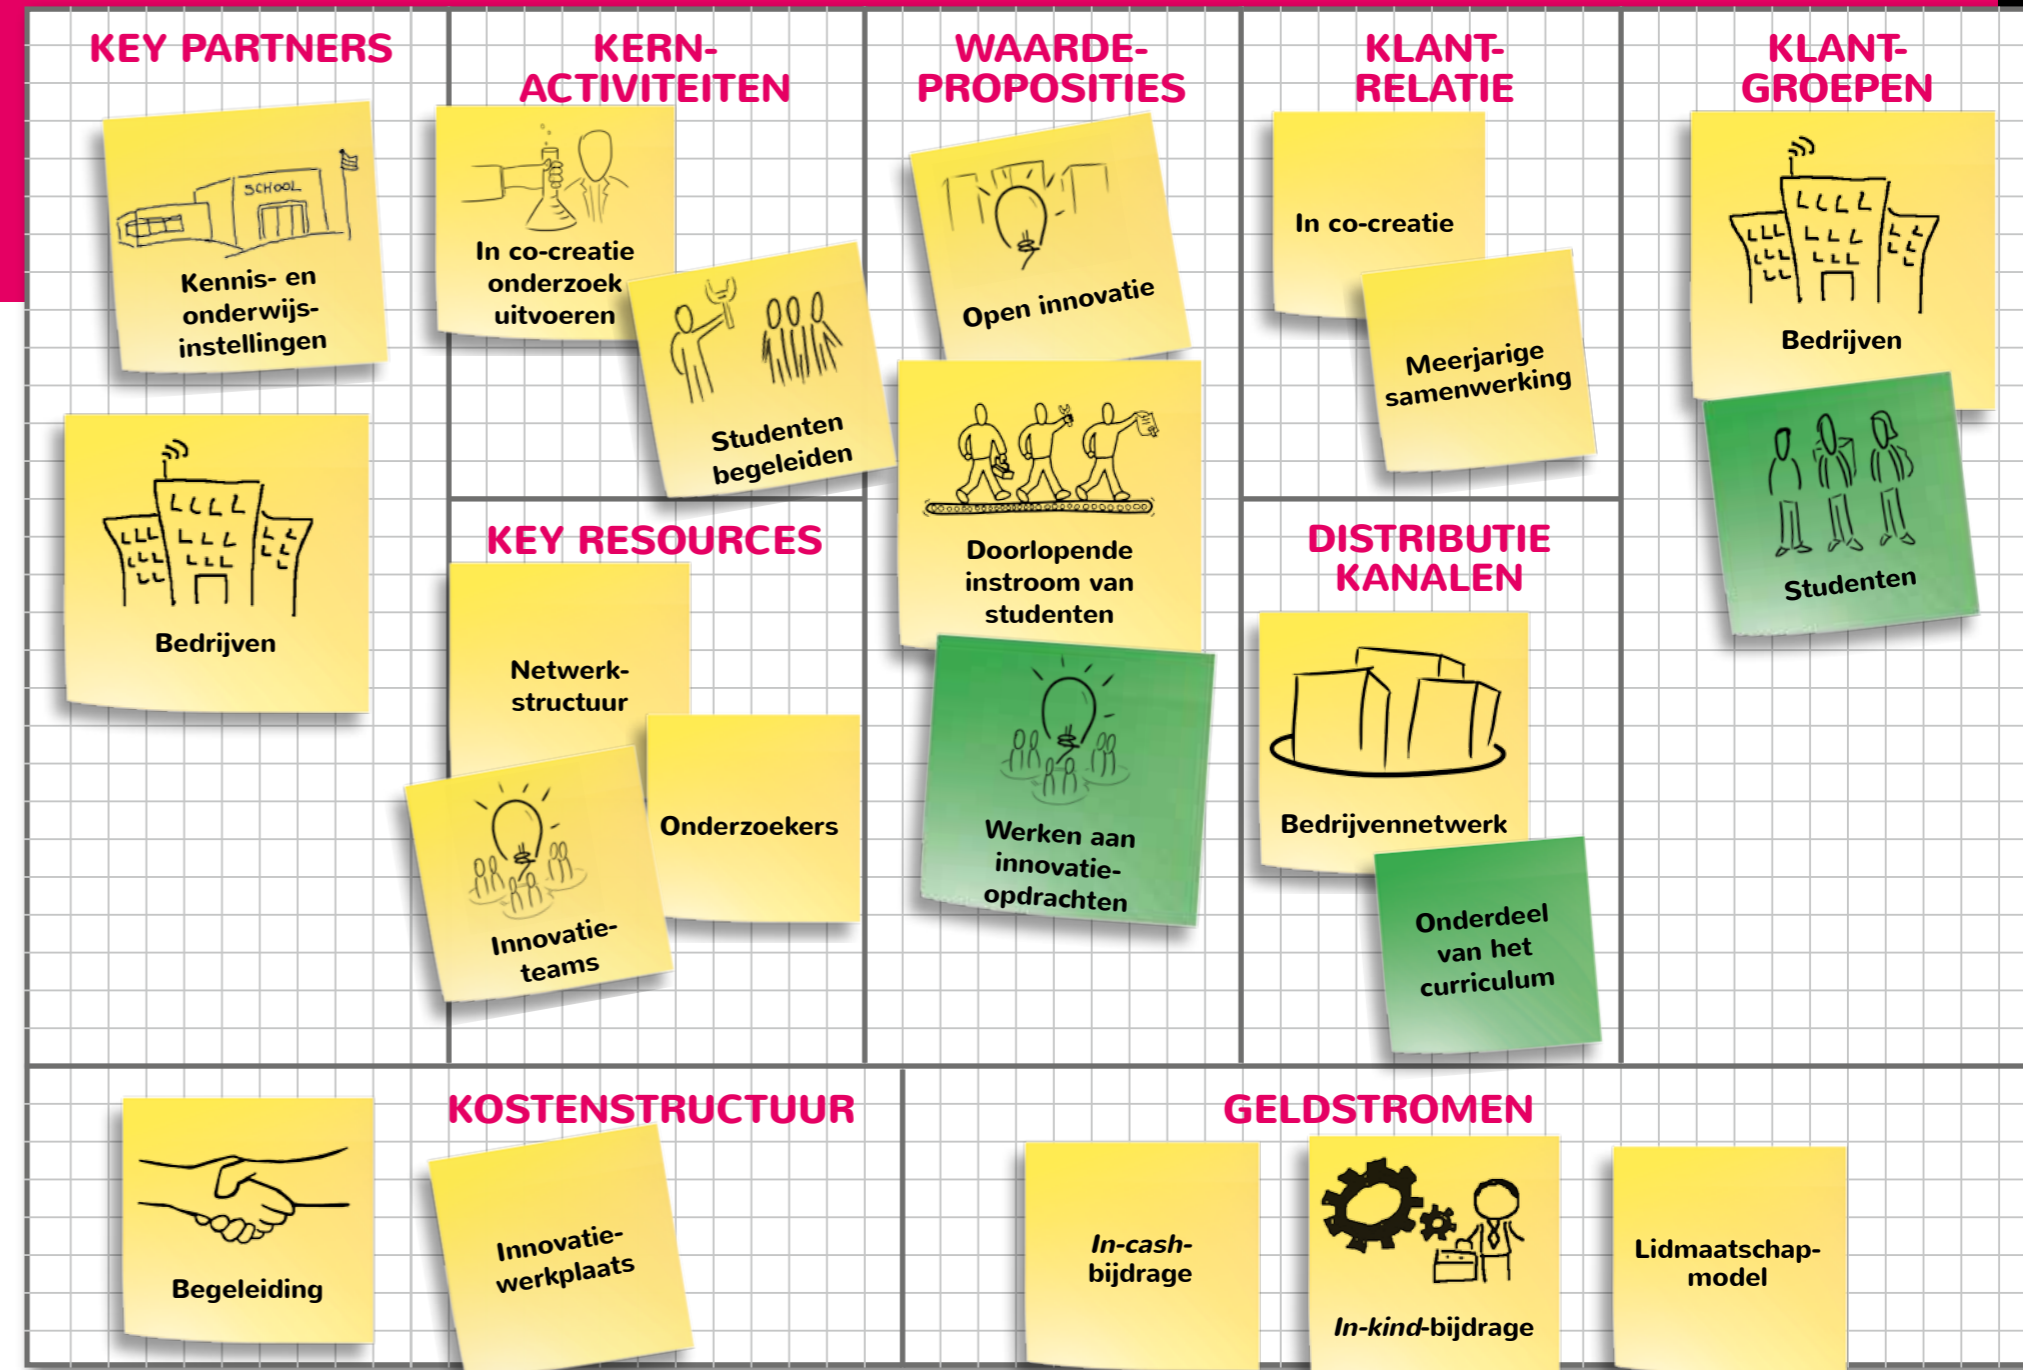 KEY PARTNERS
SCHOOL
Kennis- en
onderwijs-
instellingen
Bedrijven
KERN-
ACTIVITEITEN
In co-creatie
onderzoek
uitvoeren
Studenten
begeleiden
KEY RESOURCES
Netwerk-
structuur
Onderzoekers
Innovatie-
teams
WAARDE-
PROPOSITIES
Open innovatie
Doorlopende
instroom van
studenten
Werken aan
innovatie-
opdrachten
KLANT-
RELATIE
In co-creatie
Meerjarige
samenwerking
DISTRIBUTIE
KANALEN
Bedrijvennetwerk
Onderdeel
van het
curriculum
KLANT-
GROEPEN
Bedrijven
Studenten
KOSTENSTRUCTUUR
Begeleiding
Innovatie-
werkplaats
GELDSTROMEN
In-cash-
bijdrage
In-kind-bijdrage
Lidmaatschap-
model